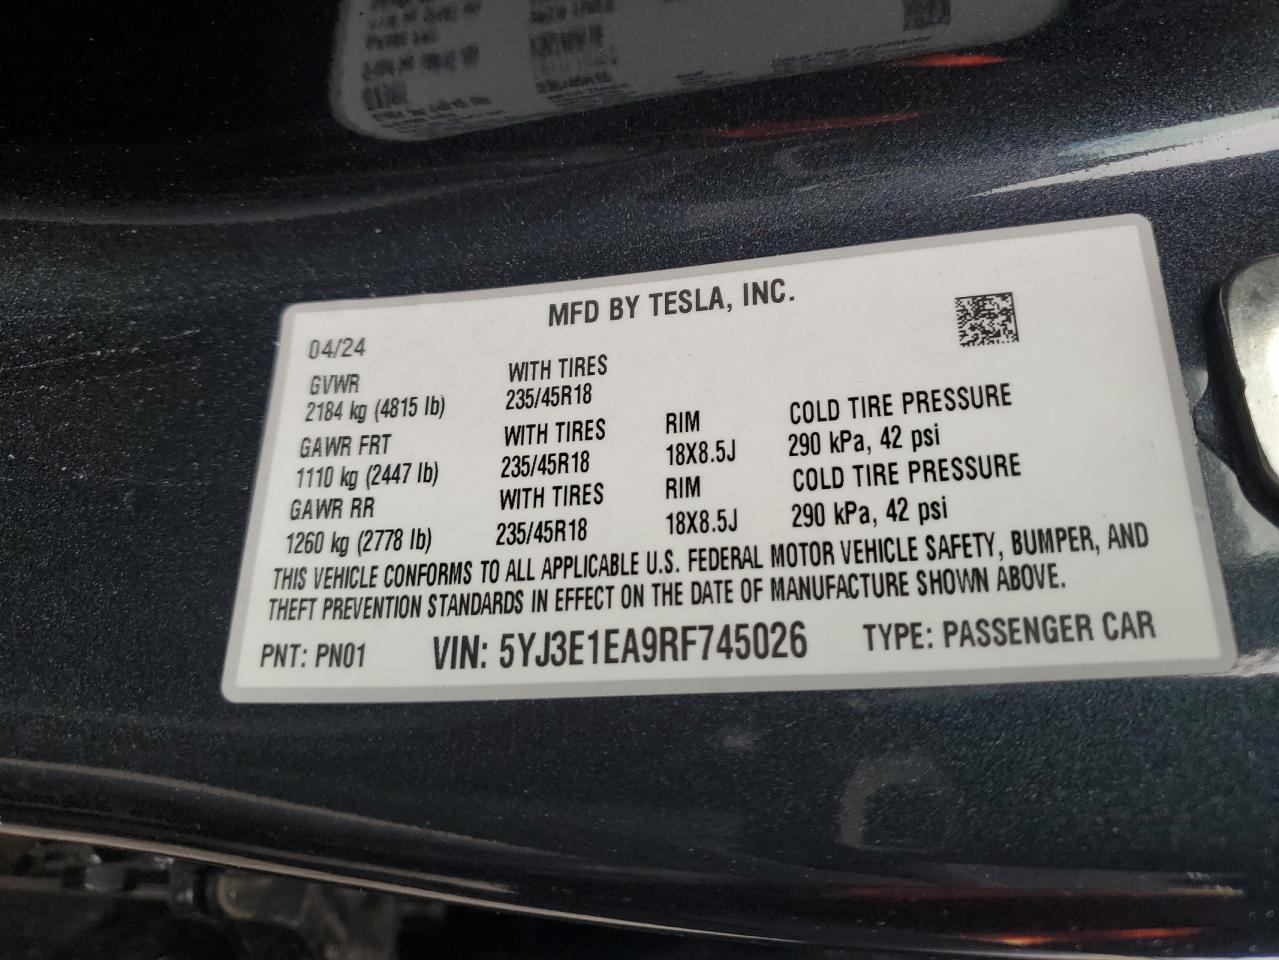 MFD BY TESLA, INC.
04/24
GVWR WITH TIRES
2184 kg (4815 lb) 235/45R18
GAWR FRT WITH TIRES RIM COLD TIRE PRESSURE
1110 kg (2447 lb) 235/45R18 18X8.5J 290 kPa, 42 psi
GAWR RR WITH TIRES RIM COLD TIRE PRESSURE
1260 kg (2778 lb) 235/45R18 18X8.5J 290 kPa, 42 psi
THIS VEHICLE CONFORMS TO ALL APPLICABLE U.S. FEDERAL MOTOR VEHICLE SAFETY, BUMPER, AND
THEFT PREVENTION STANDARDS IN EFFECT ON THE DATE OF MANUFACTURE SHOWN ABOVE.
PNT: PN01 VIN: 5YJ3E1EA9RF745026 TYPE: PASSENGER CAR